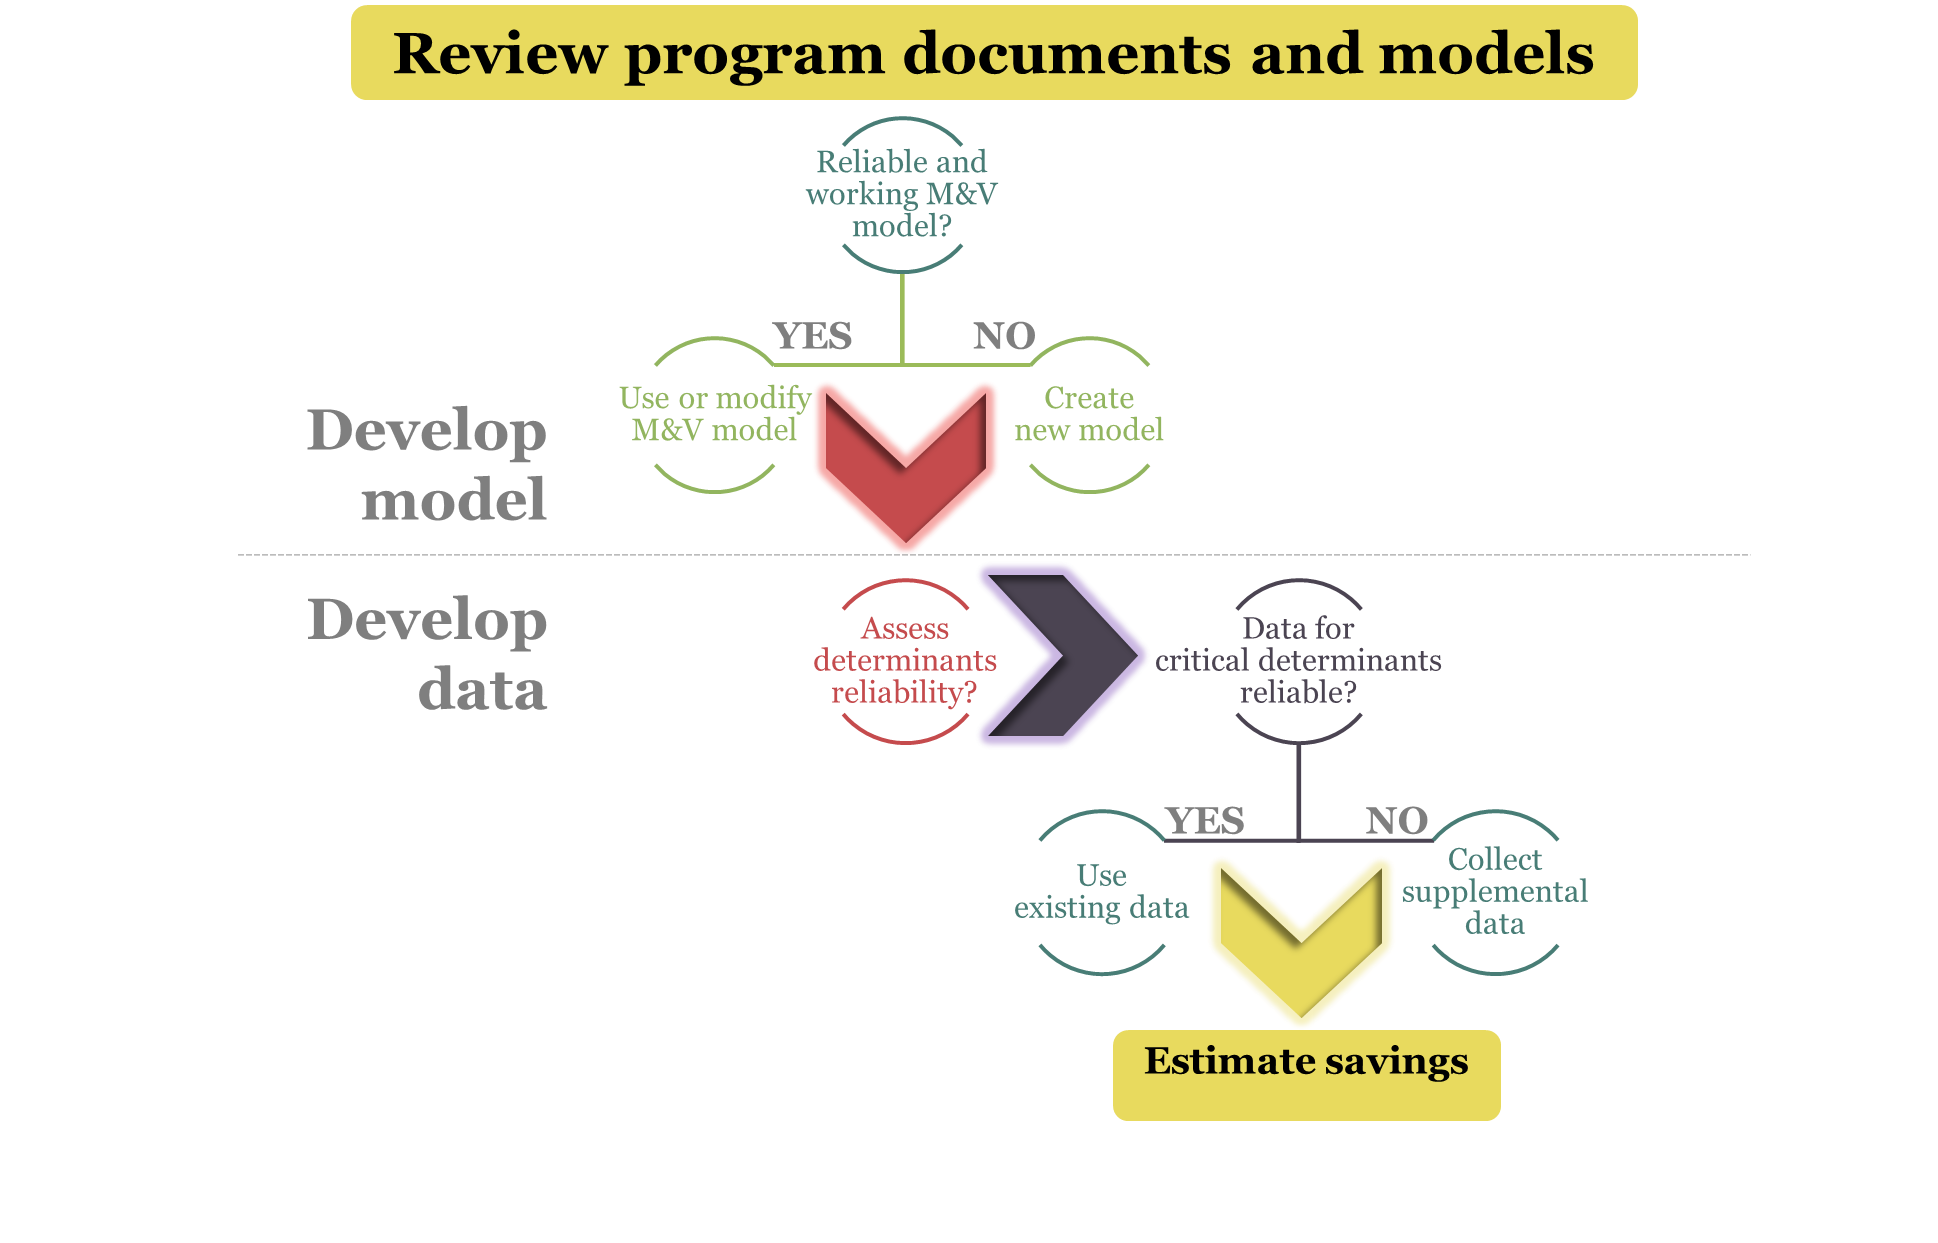 Review program documents and models
Reliable and
working M&V
model?
YES
NO
Use or modify
M&V model
Create
new model
Develop
model
Develop
data
Assess
determinants
reliability?
Data for
critical determinants
reliable?
YES
NO
Use
existing data
Collect
supplemental
data
Estimate savings